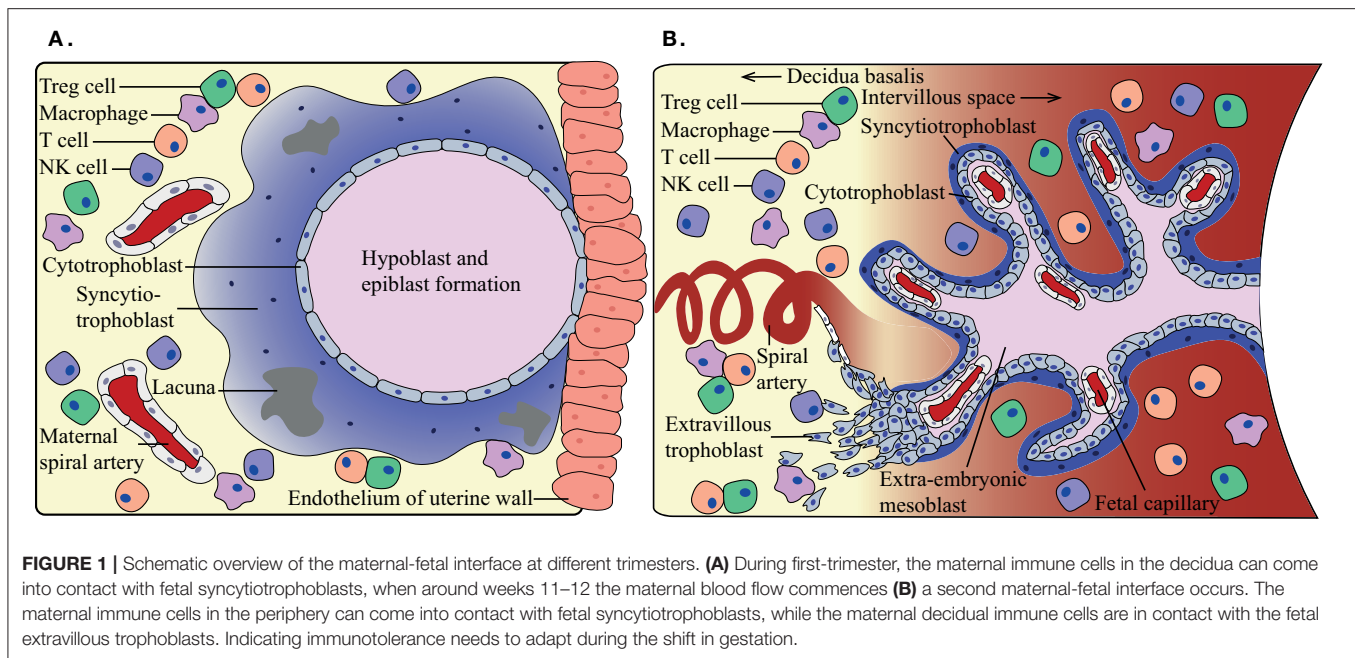 A.
Treg cell
Macrophage
T cell
NK cell
Cytotrophoblast
Syncytio-
trophoblast
Hypoblast and
epiblast formation
Lacuna
Maternal
spiral artery
Endothelium of uterine wall
B.
Decidua basalis
Treg cell
Intervillous space
Macrophage
Syncytiotrophoblast
T cell
NK cell
Cytotrophoblast
Spiral
artery
Extravillous
trophoblast
Extra-embryonic
mesoblast
Fetal capillary
FIGURE 1 | Schematic overview of the maternal-fetal interface at different trimesters. (A) During first-trimester, the maternal immune cells in the decidua can come
into contact with fetal syncytiotrophoblasts, when around weeks 11–12 the maternal blood flow commences (B) a second maternal-fetal interface occurs. The
maternal immune cells in the periphery can come into contact with fetal syncytiotrophoblasts, while the maternal decidual immune cells are in contact with the fetal
extravillous trophoblasts. Indicating immunotolerance needs to adapt during the shift in gestation.